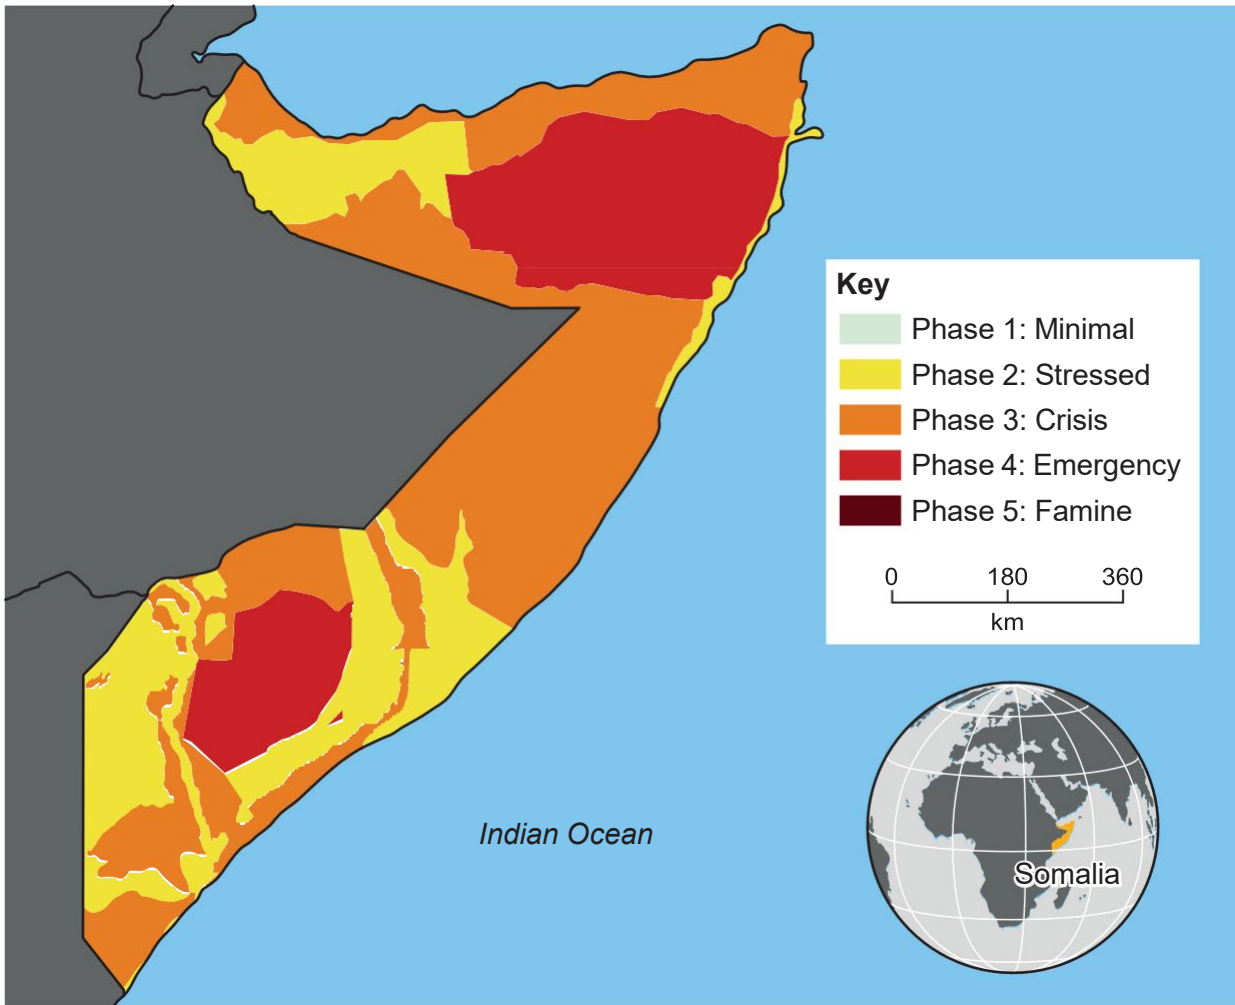 Key
Phase 1: Minimal
Phase 2: Stressed
Phase 3: Crisis
Phase 4: Emergency
Phase 5: Famine
0 180 360
km
Indian Ocean
Somalia